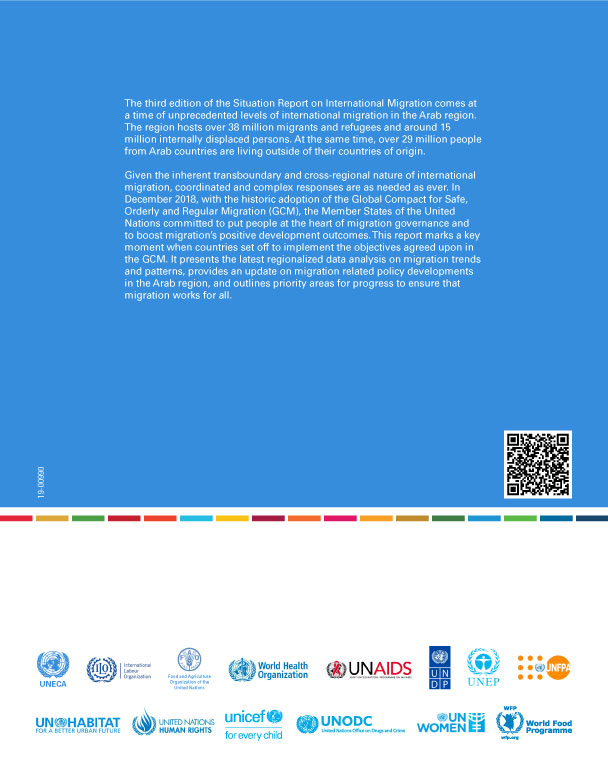 The third edition of the Situation Report on International Migration comes at
a time of unprecedented levels of international migration in the Arab region.
The region hosts over 38 million migrants and refugees and around 15
million internally displaced persons. At the same time, over 29 million people
from Arab countries are living outside of their countries of origin.
Given the inherent transboundary and cross-regional nature of international
migration, coordinated and complex responses are as needed as ever. In
December 2018, with the historic adoption of the Global Compact for Safe,
Orderly and Regular Migration (GCM), the Member States of the United
Nations committed to put people at the heart of migration governance and
to boost migration's positive development outcomes. This report marks a key
moment when countries set off to implement the objectives agreed upon in
the GCM. It presents the latest regionalized data analysis on migration trends
and patterns, provides an update on migration related policy developments
in the Arab region, and outlines priority areas for progress to ensure that
migration works for all.
19-00990
UNECA
International
Labour
Organization
Food and Agriculture
Organization of the
United Nations
World Health
Organization
UNAIDS
UN
DP
UNEP
UNFPA
UN HABITAT
FOR A BETTER URBAN FUTURE
UNITED NATIONS
HUMAN RIGHTS
unicef
for every child
UNODC
United Nations Office on Drugs and Crime
UN
WOMEN
WFP
wfp.org
World Food
Programme